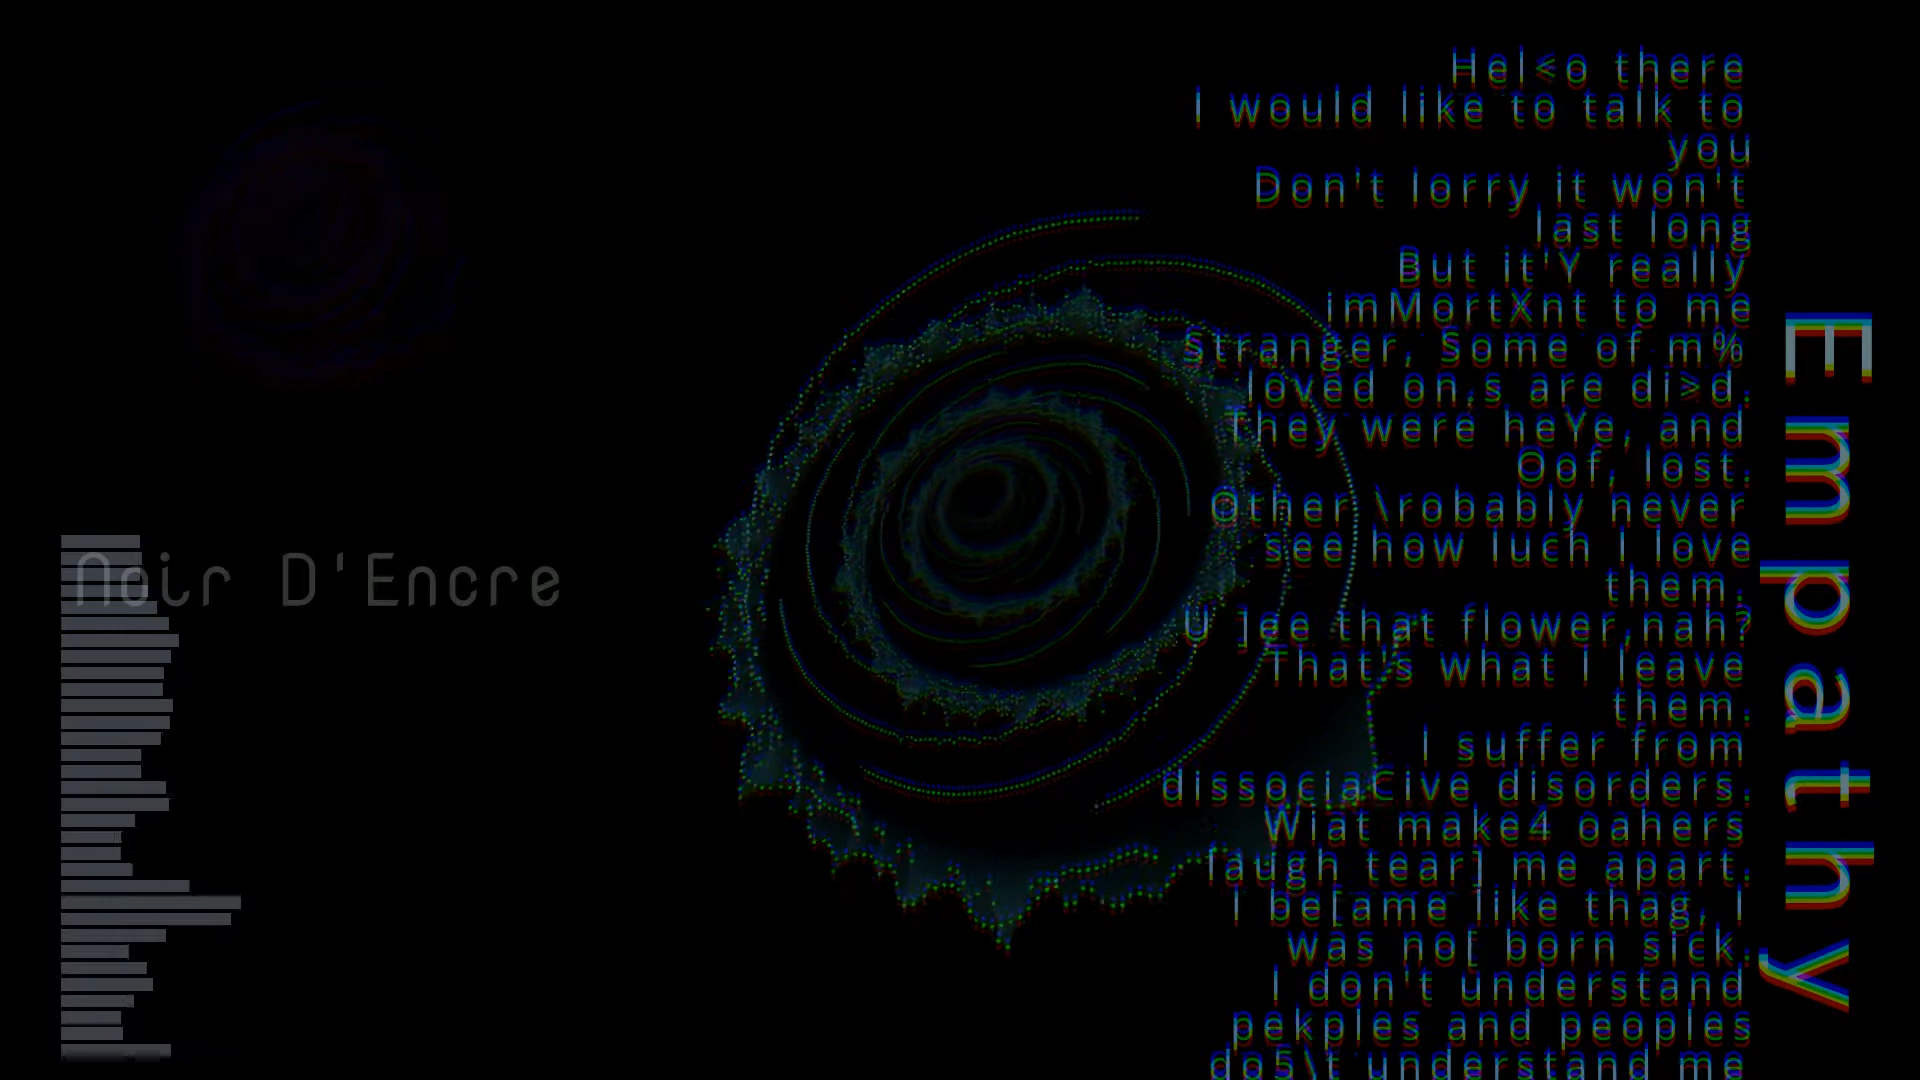 Hel<o there
I would like to talk to
you
Don't lorry it won't
last long
But it'Y really
imMortXnt to me
Stranger, Some of m%
loved on,s are di>d.
They were heYe, and
Oof, lost.
Other \robably never
see how iuch I love
them.
U ]ee that flower,nah?
That's what I leave
them.
I suffer from
dissociaCive disorders.
Wiat make4 oahers
laugh tear] me apart.
I be[ame like thag, I
was no[ born sick.
I don't understand
pekples and peoples
do5\t understand me
Empathy
Noir D'Encre